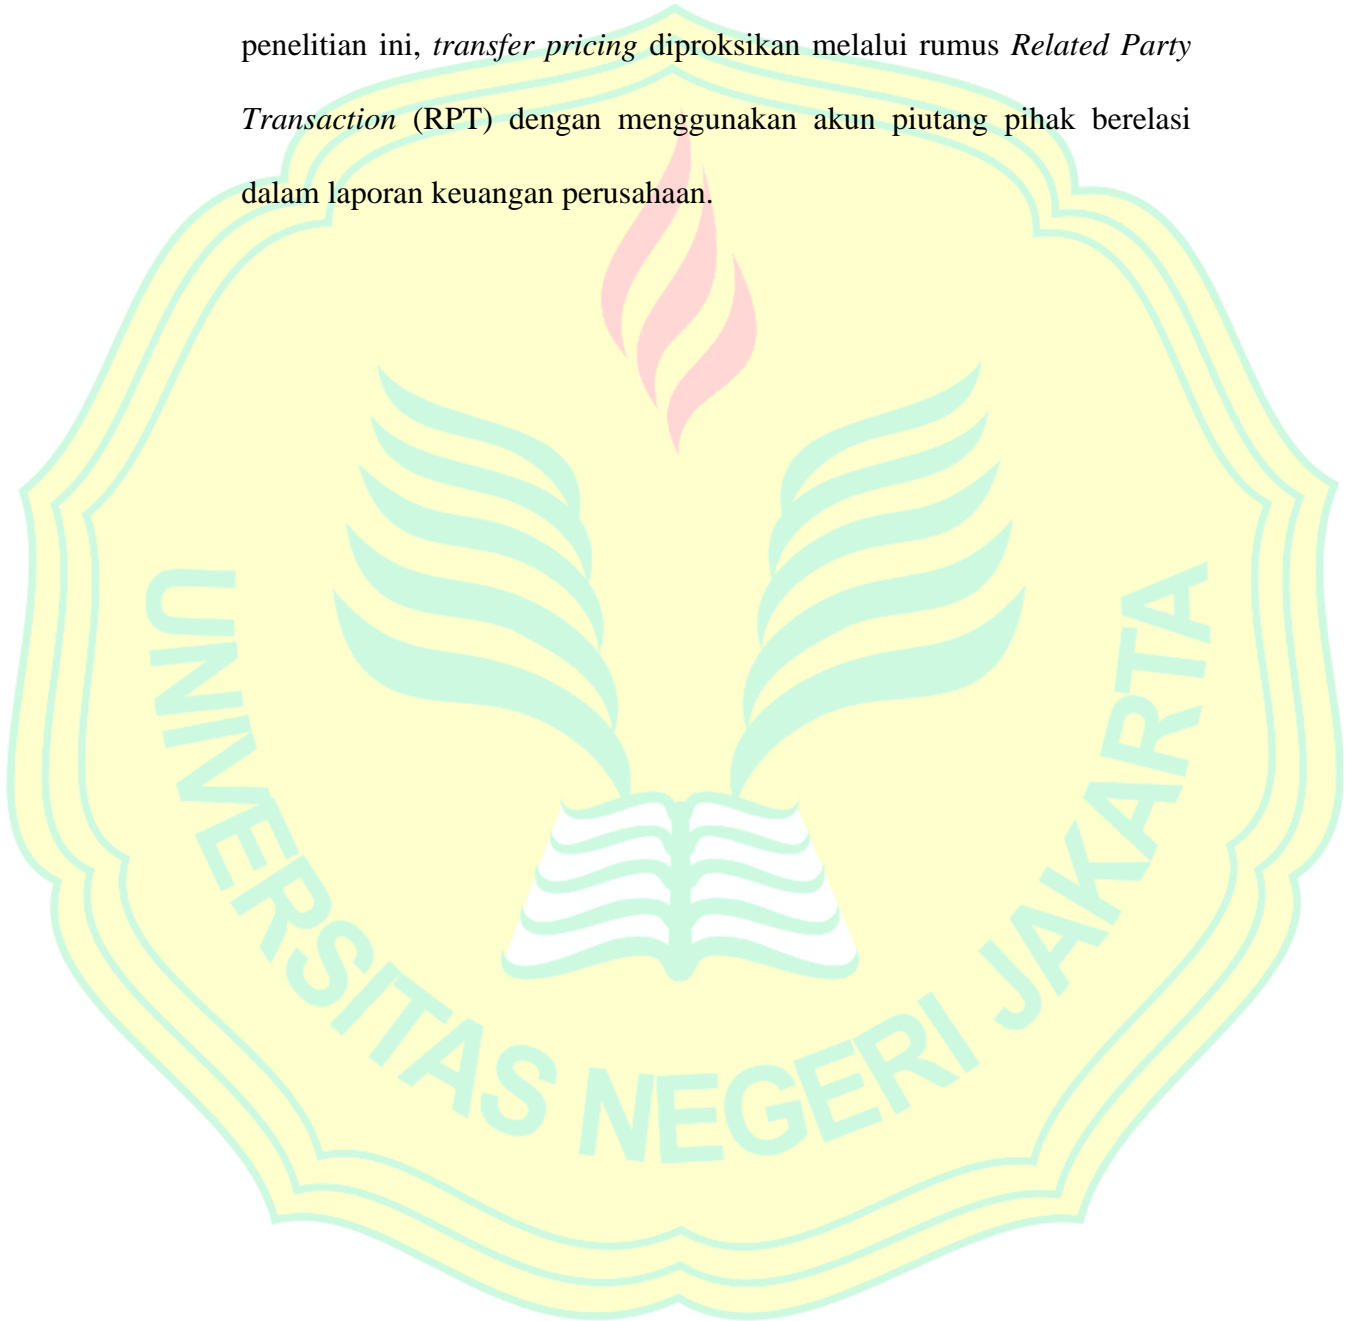 penelitian ini, transfer pricing diproksikan melalui rumus Related Party
Transaction (RPT) dengan menggunakan akun piutang pihak berelasi
dalam laporan keuangan perusahaan.
UNIVERSITAS NEGERI JAKARTA